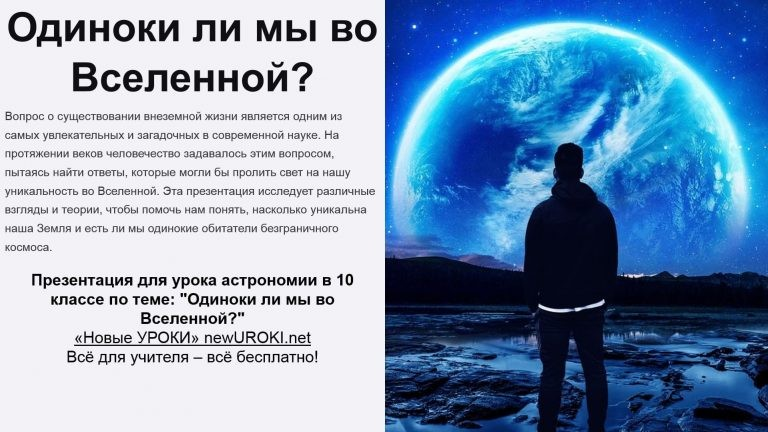 Одиноки ли мы во
Вселенной?
Вопрос о существовании внеземной жизни является одним из
самых увлекательных и загадочных в современной науке. На
протяжении веков человечество задавалось этим вопросом,
пытаясь найти ответы, которые могли бы пролить свет на нашу
уникальность во Вселенной. Эта презентация исследует различные
взгляды и теории, чтобы помочь нам понять, насколько уникальна
наша Земля и есть ли мы одинокие обитатели безграничного
космоса.
Презентация для урока астрономии в 10
классе по теме: "Одиноки ли мы во
Вселенной?"
«Новые УРОКИ» newUROKI.net
Всё для учителя – всё бесплатно!